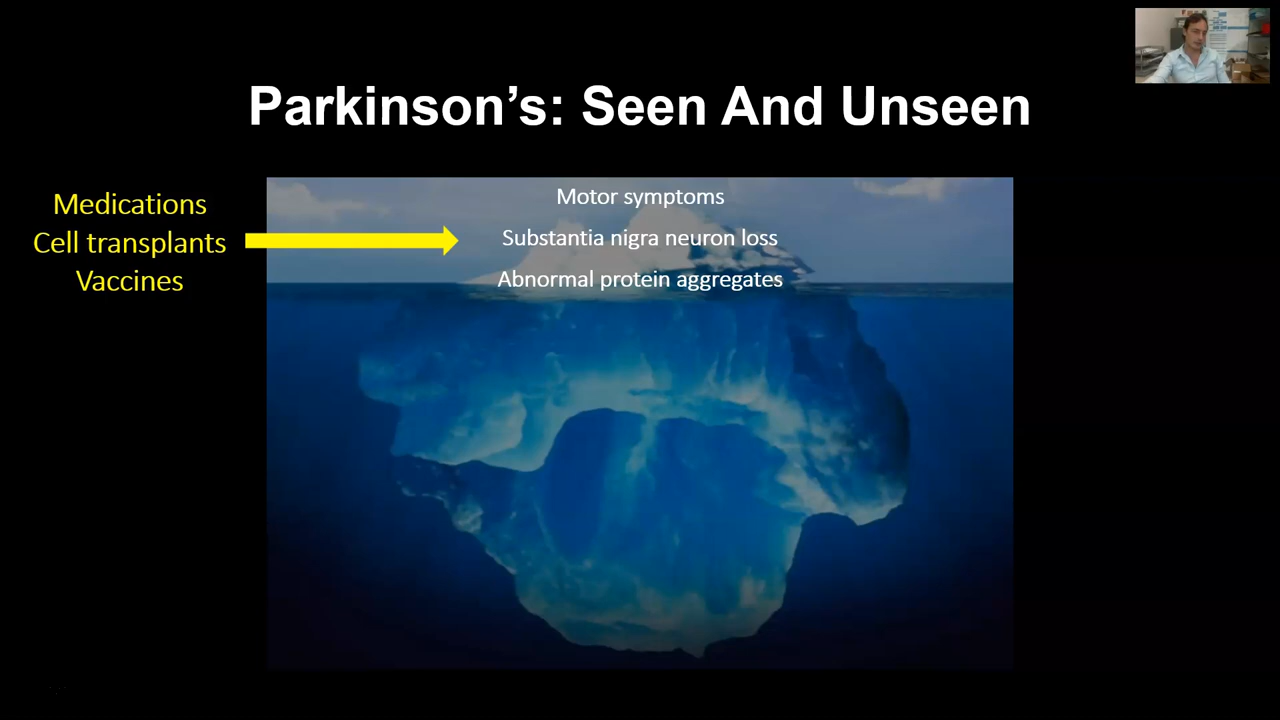 Parkinson’s: Seen And Unseen
Medications
Cell transplants
Vaccines
Motor symptoms
Substantia nigra neuron loss
Abnormal protein aggregates